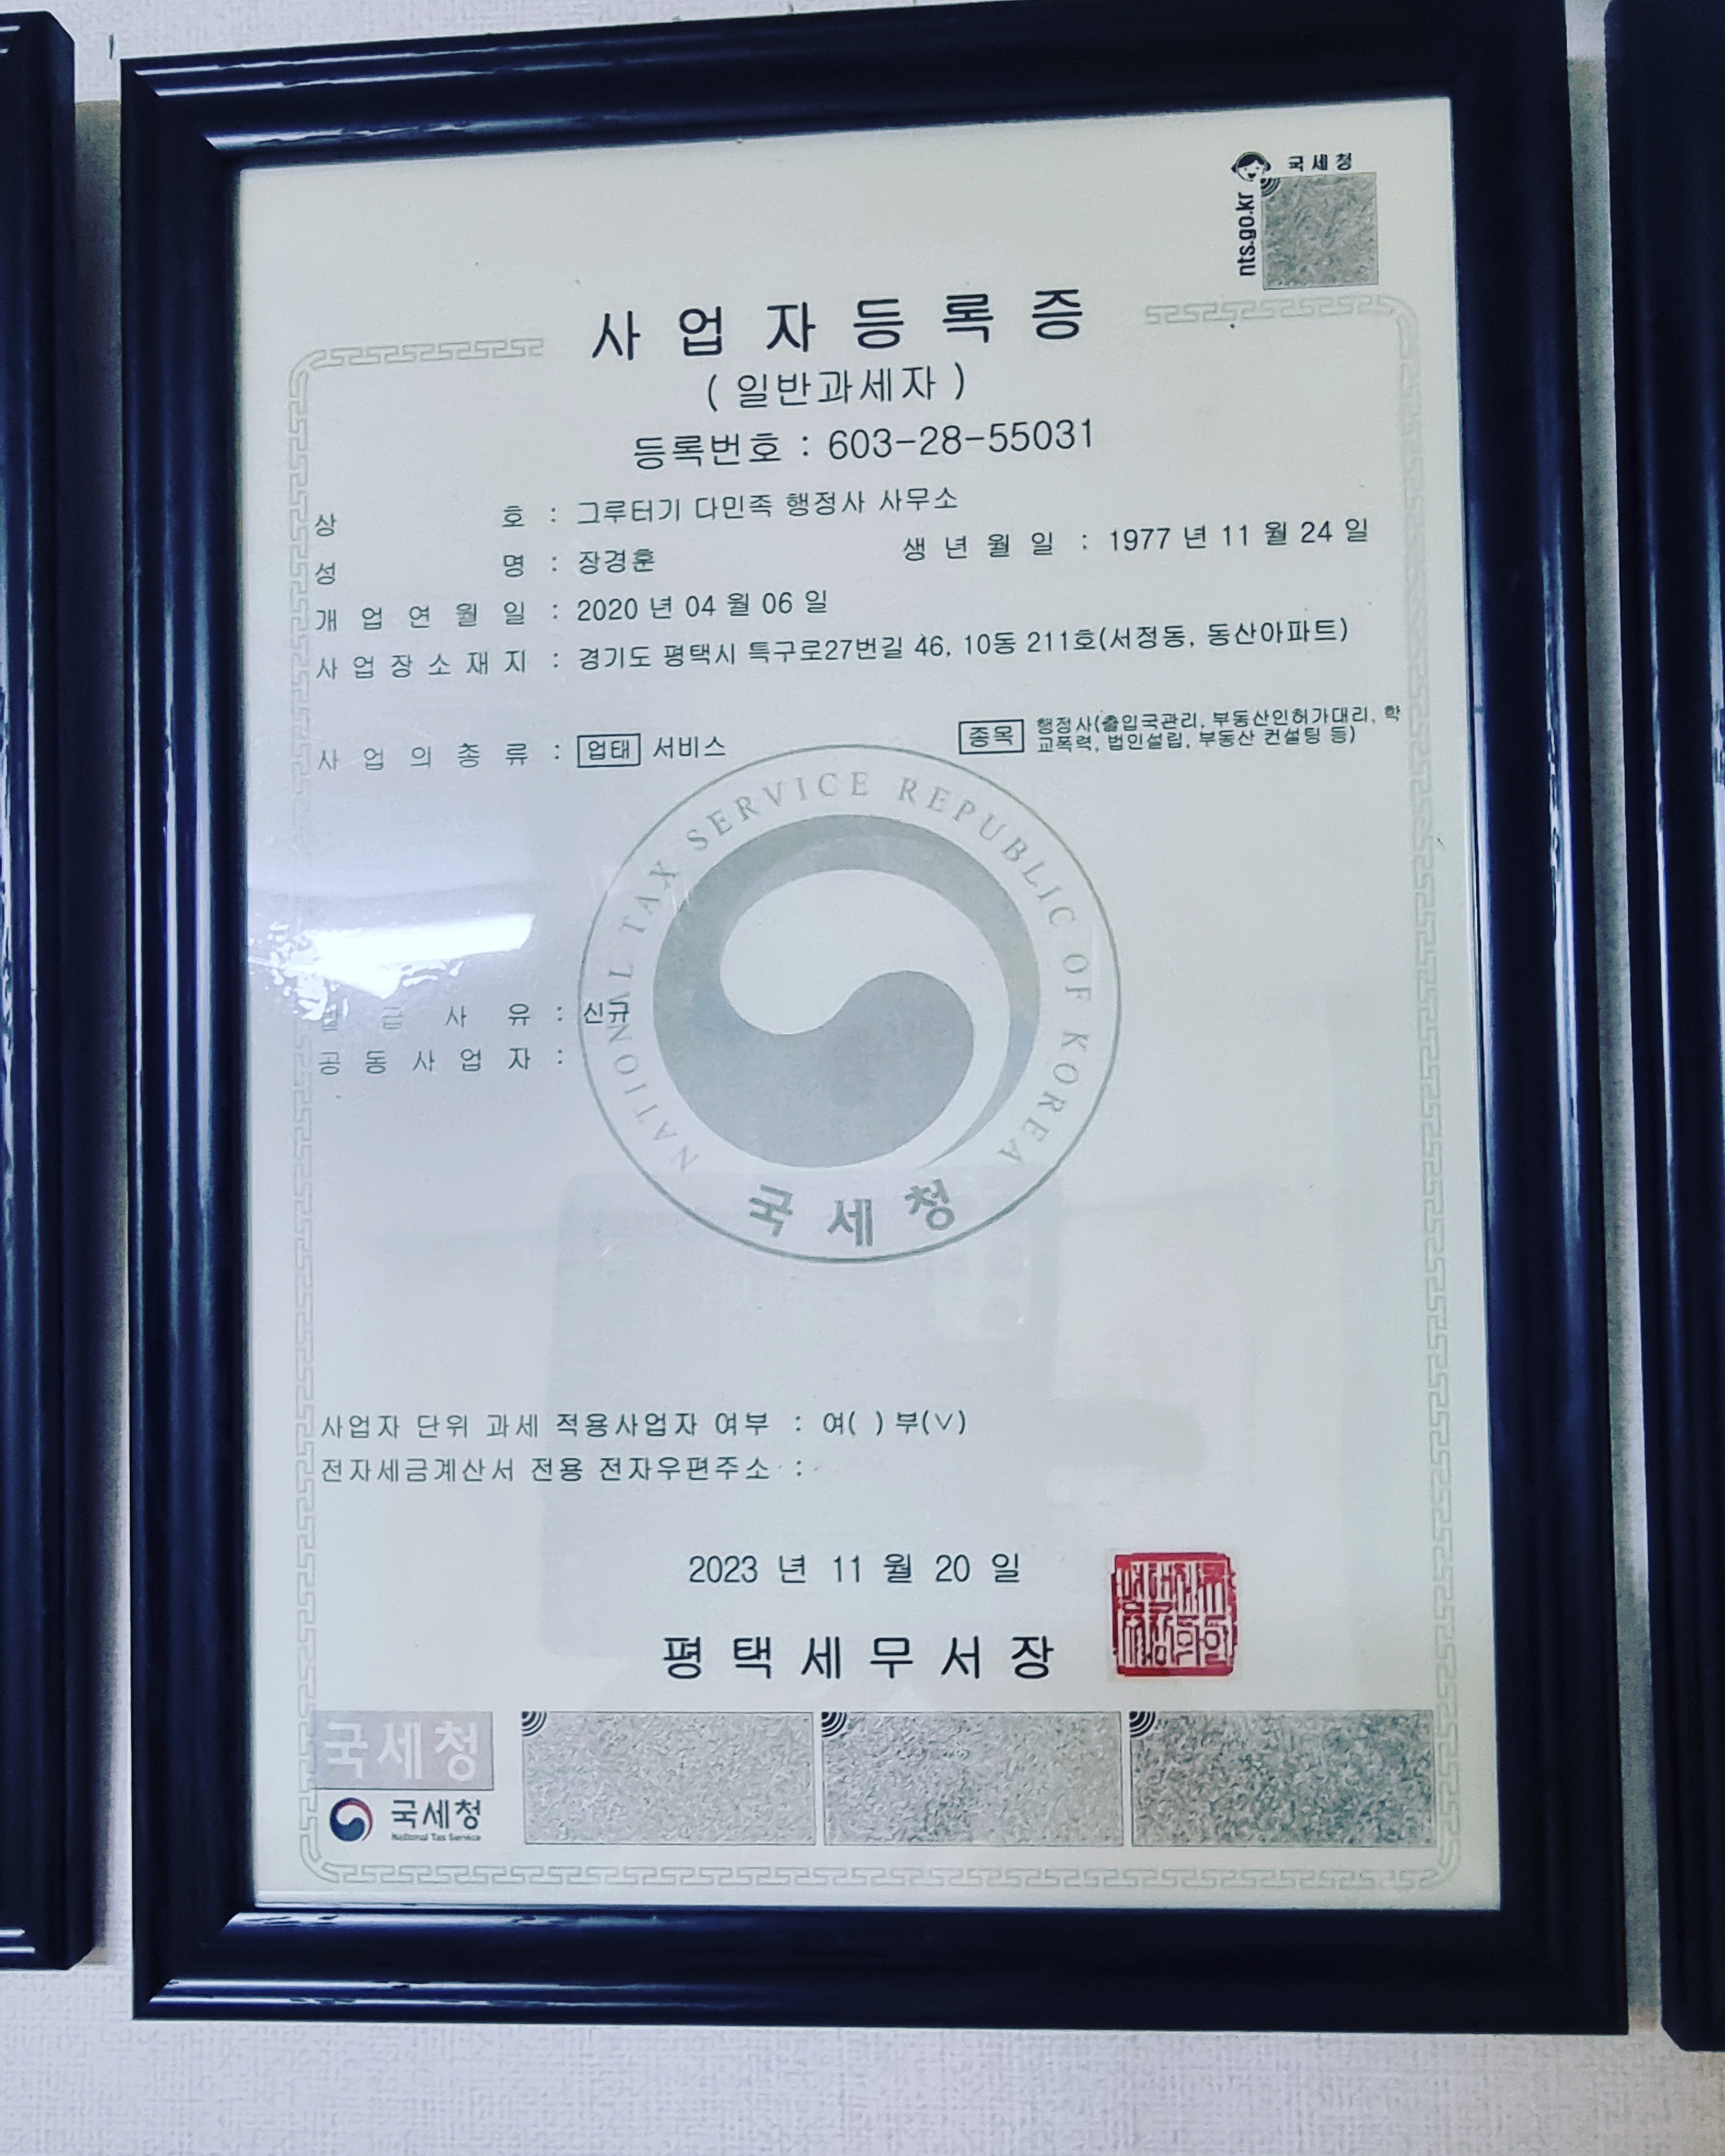 국세청
nts.go.kr
사업자등록증
( 일반과세자 )
등록번호 : 603-28-55031
상 호 : 그루터기 다민족 행정사 사무소
성 명 : 장경훈 생 년 월 일 : 1977 년 11 월 24 일
개 업 연 월 일 : 2020 년 04 월 06 일
사 업 장 소 재 지 : 경기도 평택시 특구로27번길 46, 10동 211호(서정동, 동산아파트)
사 업 의 종 류 : 업태 서비스 종목 행정사(출입국관리, 부동산인허가대리, 학
교폭력, 법인설립, 부동산 컨설팅 등)
NATIONAL TAX SERVICE REPUBLIC OF KOREA
급 사 유 : 신규
공 동 사 업 자 :
국세청
사업자 단위 과세 적용사업자 여부 : 여( ) 부(∨)
전자세금계산서 전용 전자우편주소 :
2023 년 11 월 20 일
평택세무서장
국세청
국세청
National Tax Service